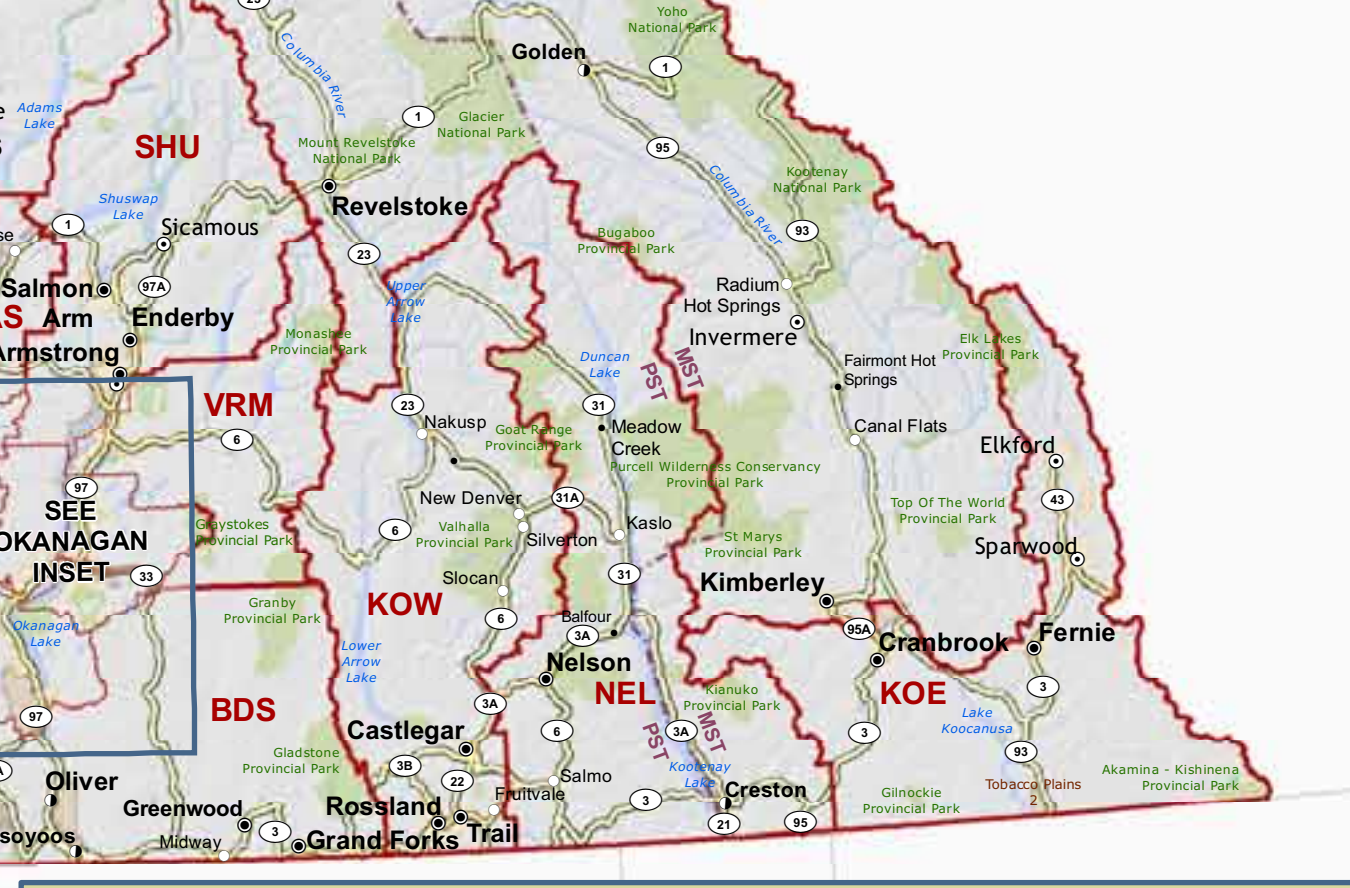 23
Yoho
National Park
Golden
1
Columbia River
Adams
Lake
1
Glacier
National Park
SHU
Mount Revelstoke
National Park
95
Columbia River
Kootenay
National Park
Revelstoke
Shuswap
Lake
1
Sicamous
93
Bugaboo
Provincial Park
23
97A
Salmon
Arm
Enderby
Upper
Arrow
Lake
Radium
Hot Springs
Invermere
Monashee
Provincial Park
Elk Lakes
Provincial Park
Armstrong
Duncan
Lake
PST
MST
Fairmont Hot
Springs
VRM
23
31
Nakusp
Goat Range
Provincial Park
Meadow
Creek
Canal Flats
6
Elkford
Purcell Wilderness Conservancy
Provincial Park
97
SEE
OKANAGAN
INSET
New Denver
31A
43
Top Of The World
Provincial Park
Graystokes
Provincial Park
6
Valhalla
Provincial Park
Silverton
Kaslo
St Marys
Provincial Park
Sparwood
33
Slocan
31
Kimberley
KOW
Granby
Provincial Park
6
Balfour
3A
95A
Okanagan
Lake
Cranbrook
Fernie
Lower
Arrow
Lake
Nelson
NEL
Kianuko
Provincial Park
KOE
3
BDS
97
3A
6
PST
3A
MST
3
Lake
Koocanusa
Castlegar
93
Gladstone
Provincial Park
3B
22
Kootenay
Lake
Salmo
Oliver
Creston
Tobacco Plains
2
Akamina - Kishinena
Provincial Park
Fruitvale
3
Gilnockie
Provincial Park
Greenwood
Rossland
21
95
soyoos
Midway
3
Grand Forks
Trail